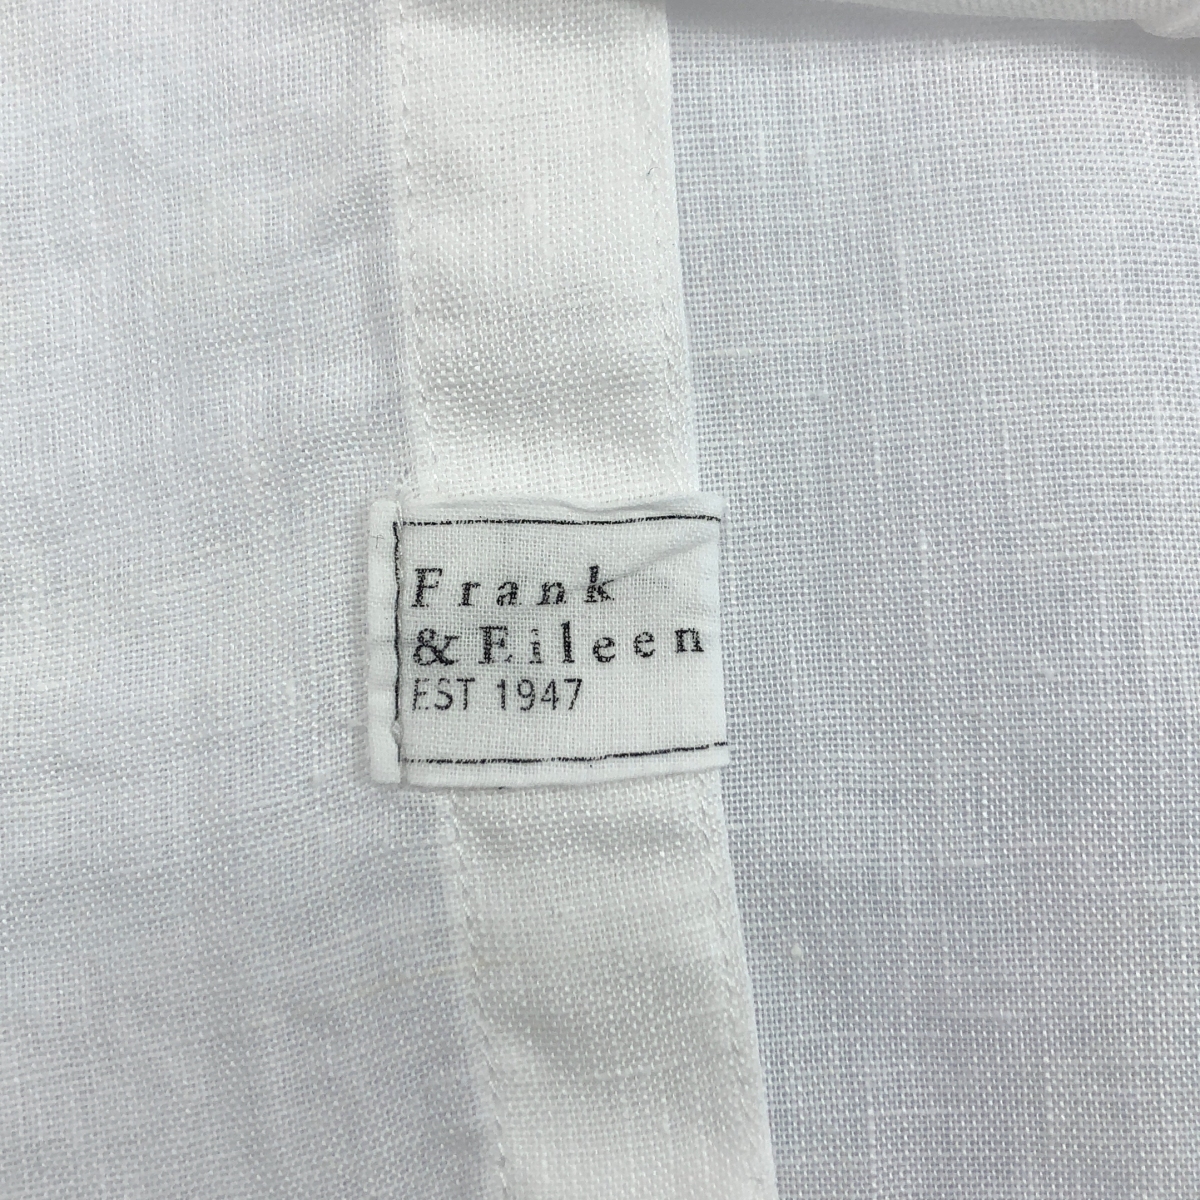 Frank
& Eileen
EST 1947